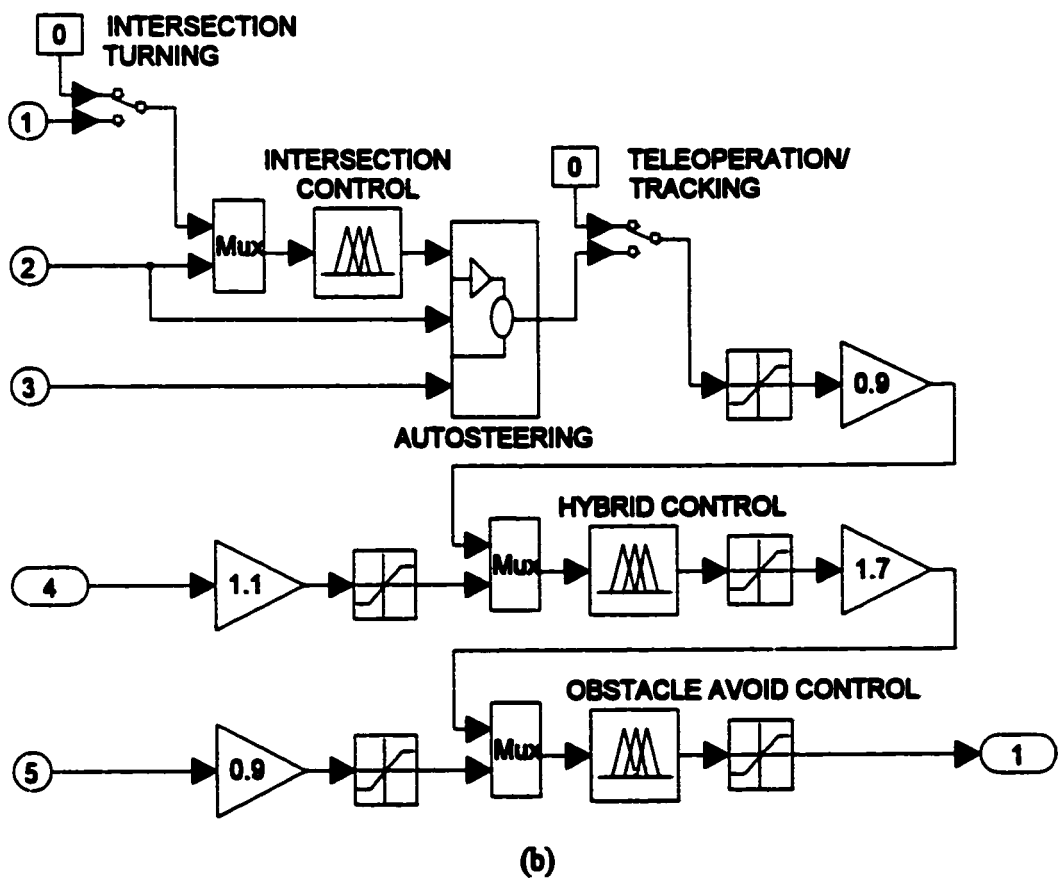 0
INTERSECTION
TURNING
1
INTERSECTION
CONTROL
0
TELEOPERATION/
TRACKING
Mux
2
3
0.9
AUTOSTEERING
HYBRID CONTROL
4
1.1
Mux
1.7
OBSTACLE AVOID CONTROL
5
0.9
Mux
1
(b)